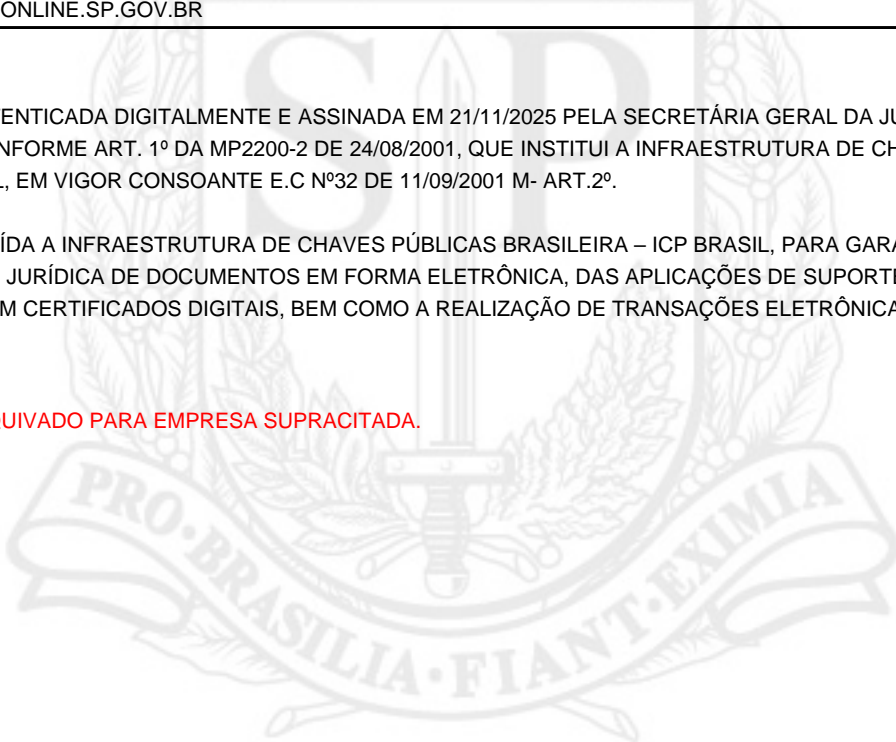 ONLINE.SP.GOV.BR
ENTICADA DIGITALMENTE E ASSINADA EM 21/11/2025 PELA SECRETÁRIA GERAL DA JU
NFORME ART. 1º DA MP2200-2 DE 24/08/2001, QUE INSTITUI A INFRAESTRUTURA DE CH
L, EM VIGOR CONSOANTE E.C Nº32 DE 11/09/2001 M- ART.2º.
ÍDA A INFRAESTRUTURA DE CHAVES PÚBLICAS BRASILEIRA – ICP BRASIL, PARA GARA
JURÍDICA DE DOCUMENTOS EM FORMA ELETRÔNICA, DAS APLICAÇÕES DE SUPORTE
M CERTIFICADOS DIGITAIS, BEM COMO A REALIZAÇÃO DE TRANSAÇÕES ELETRÔNICA
QUIVADO PARA EMPRESA SUPRACITADA.
SP
PRO·BRASILIA·FIANT·EXIMIA